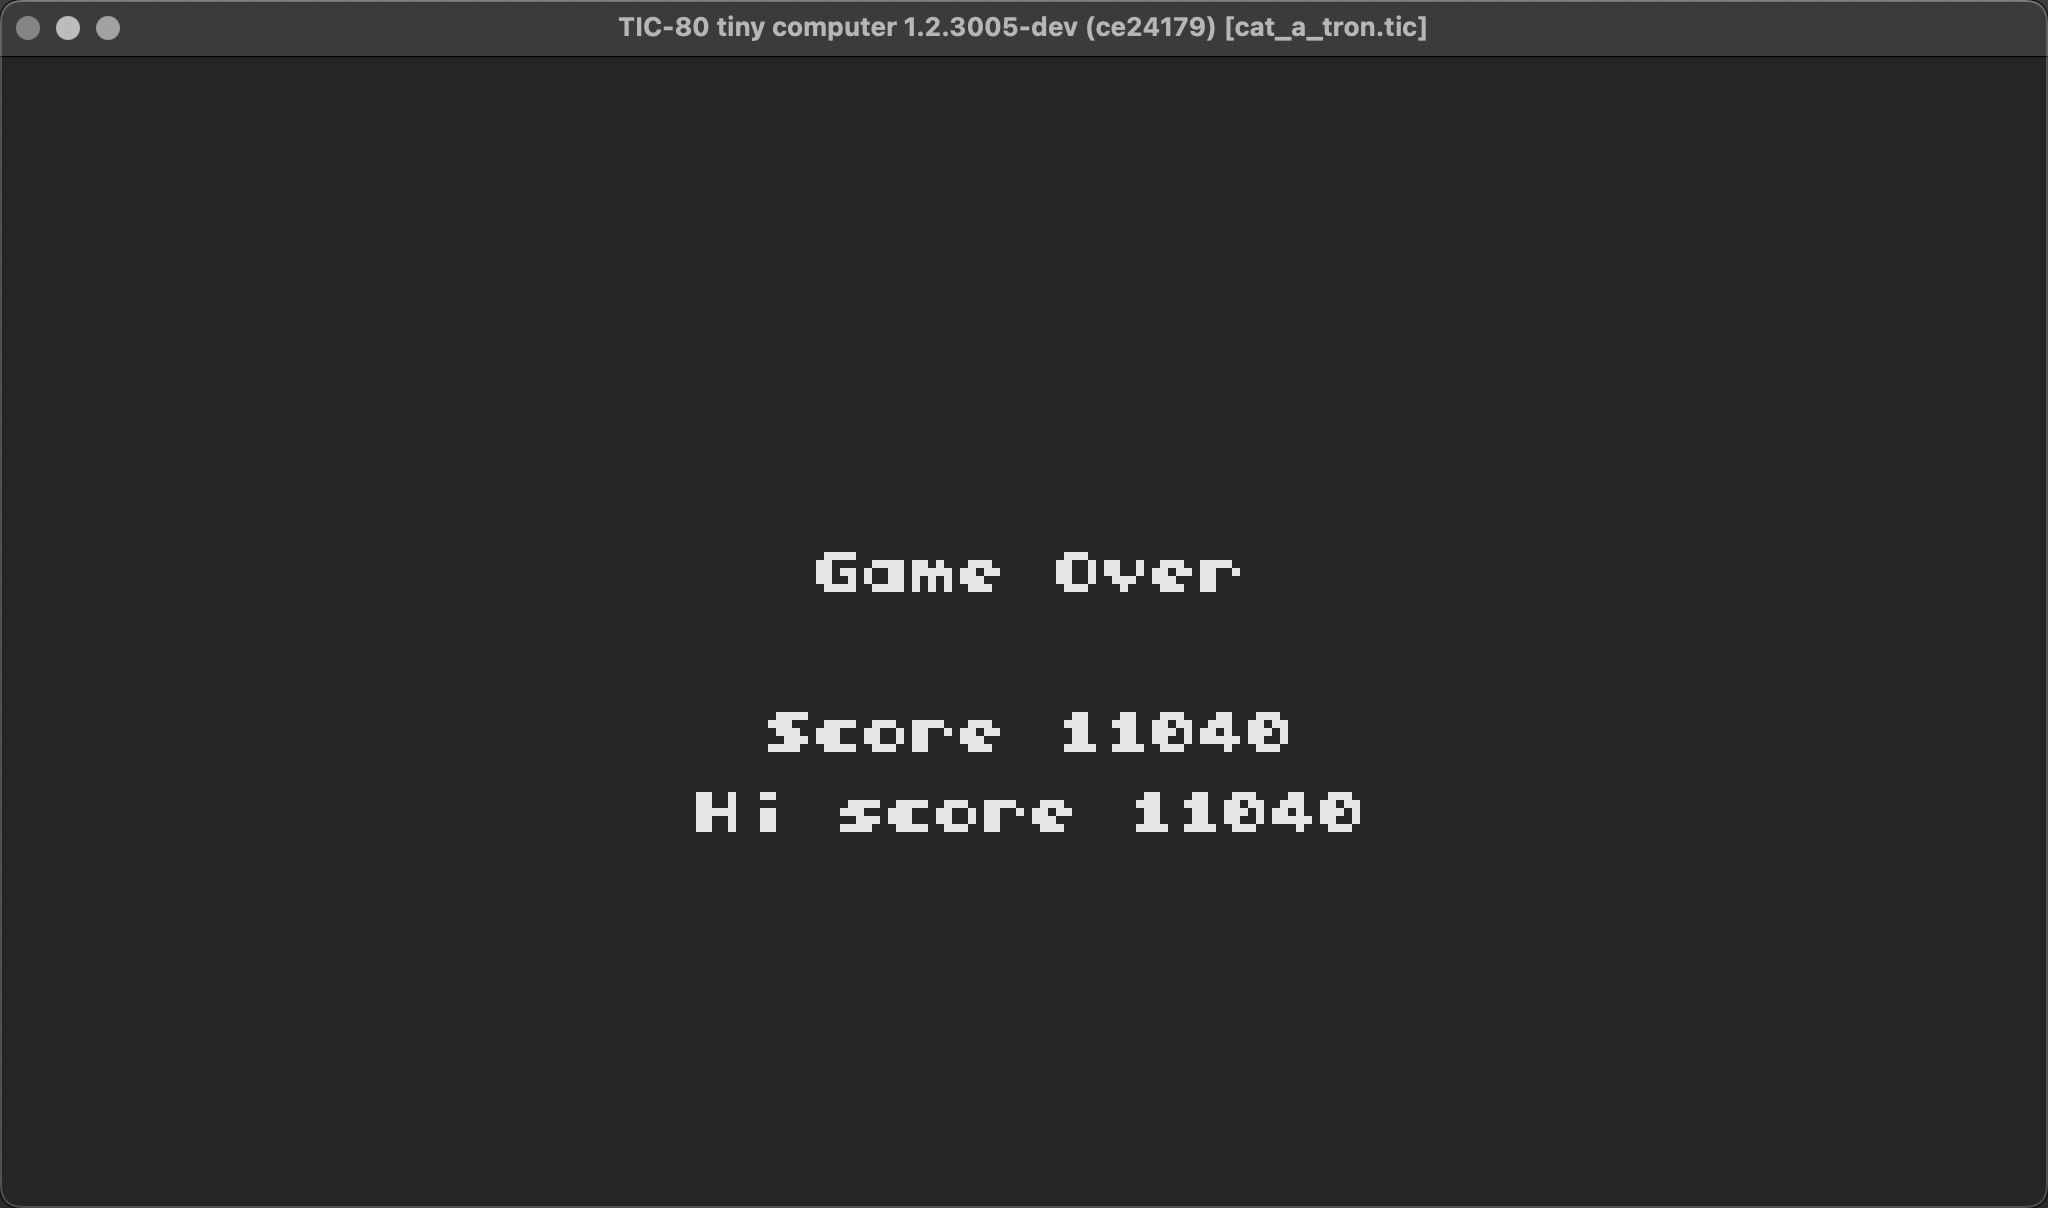 TIC-80 tiny computer 1.2.3005-dev (ce24179) [cat_a_tron.tic]
Game Over
Score 11040
Hi score 11040